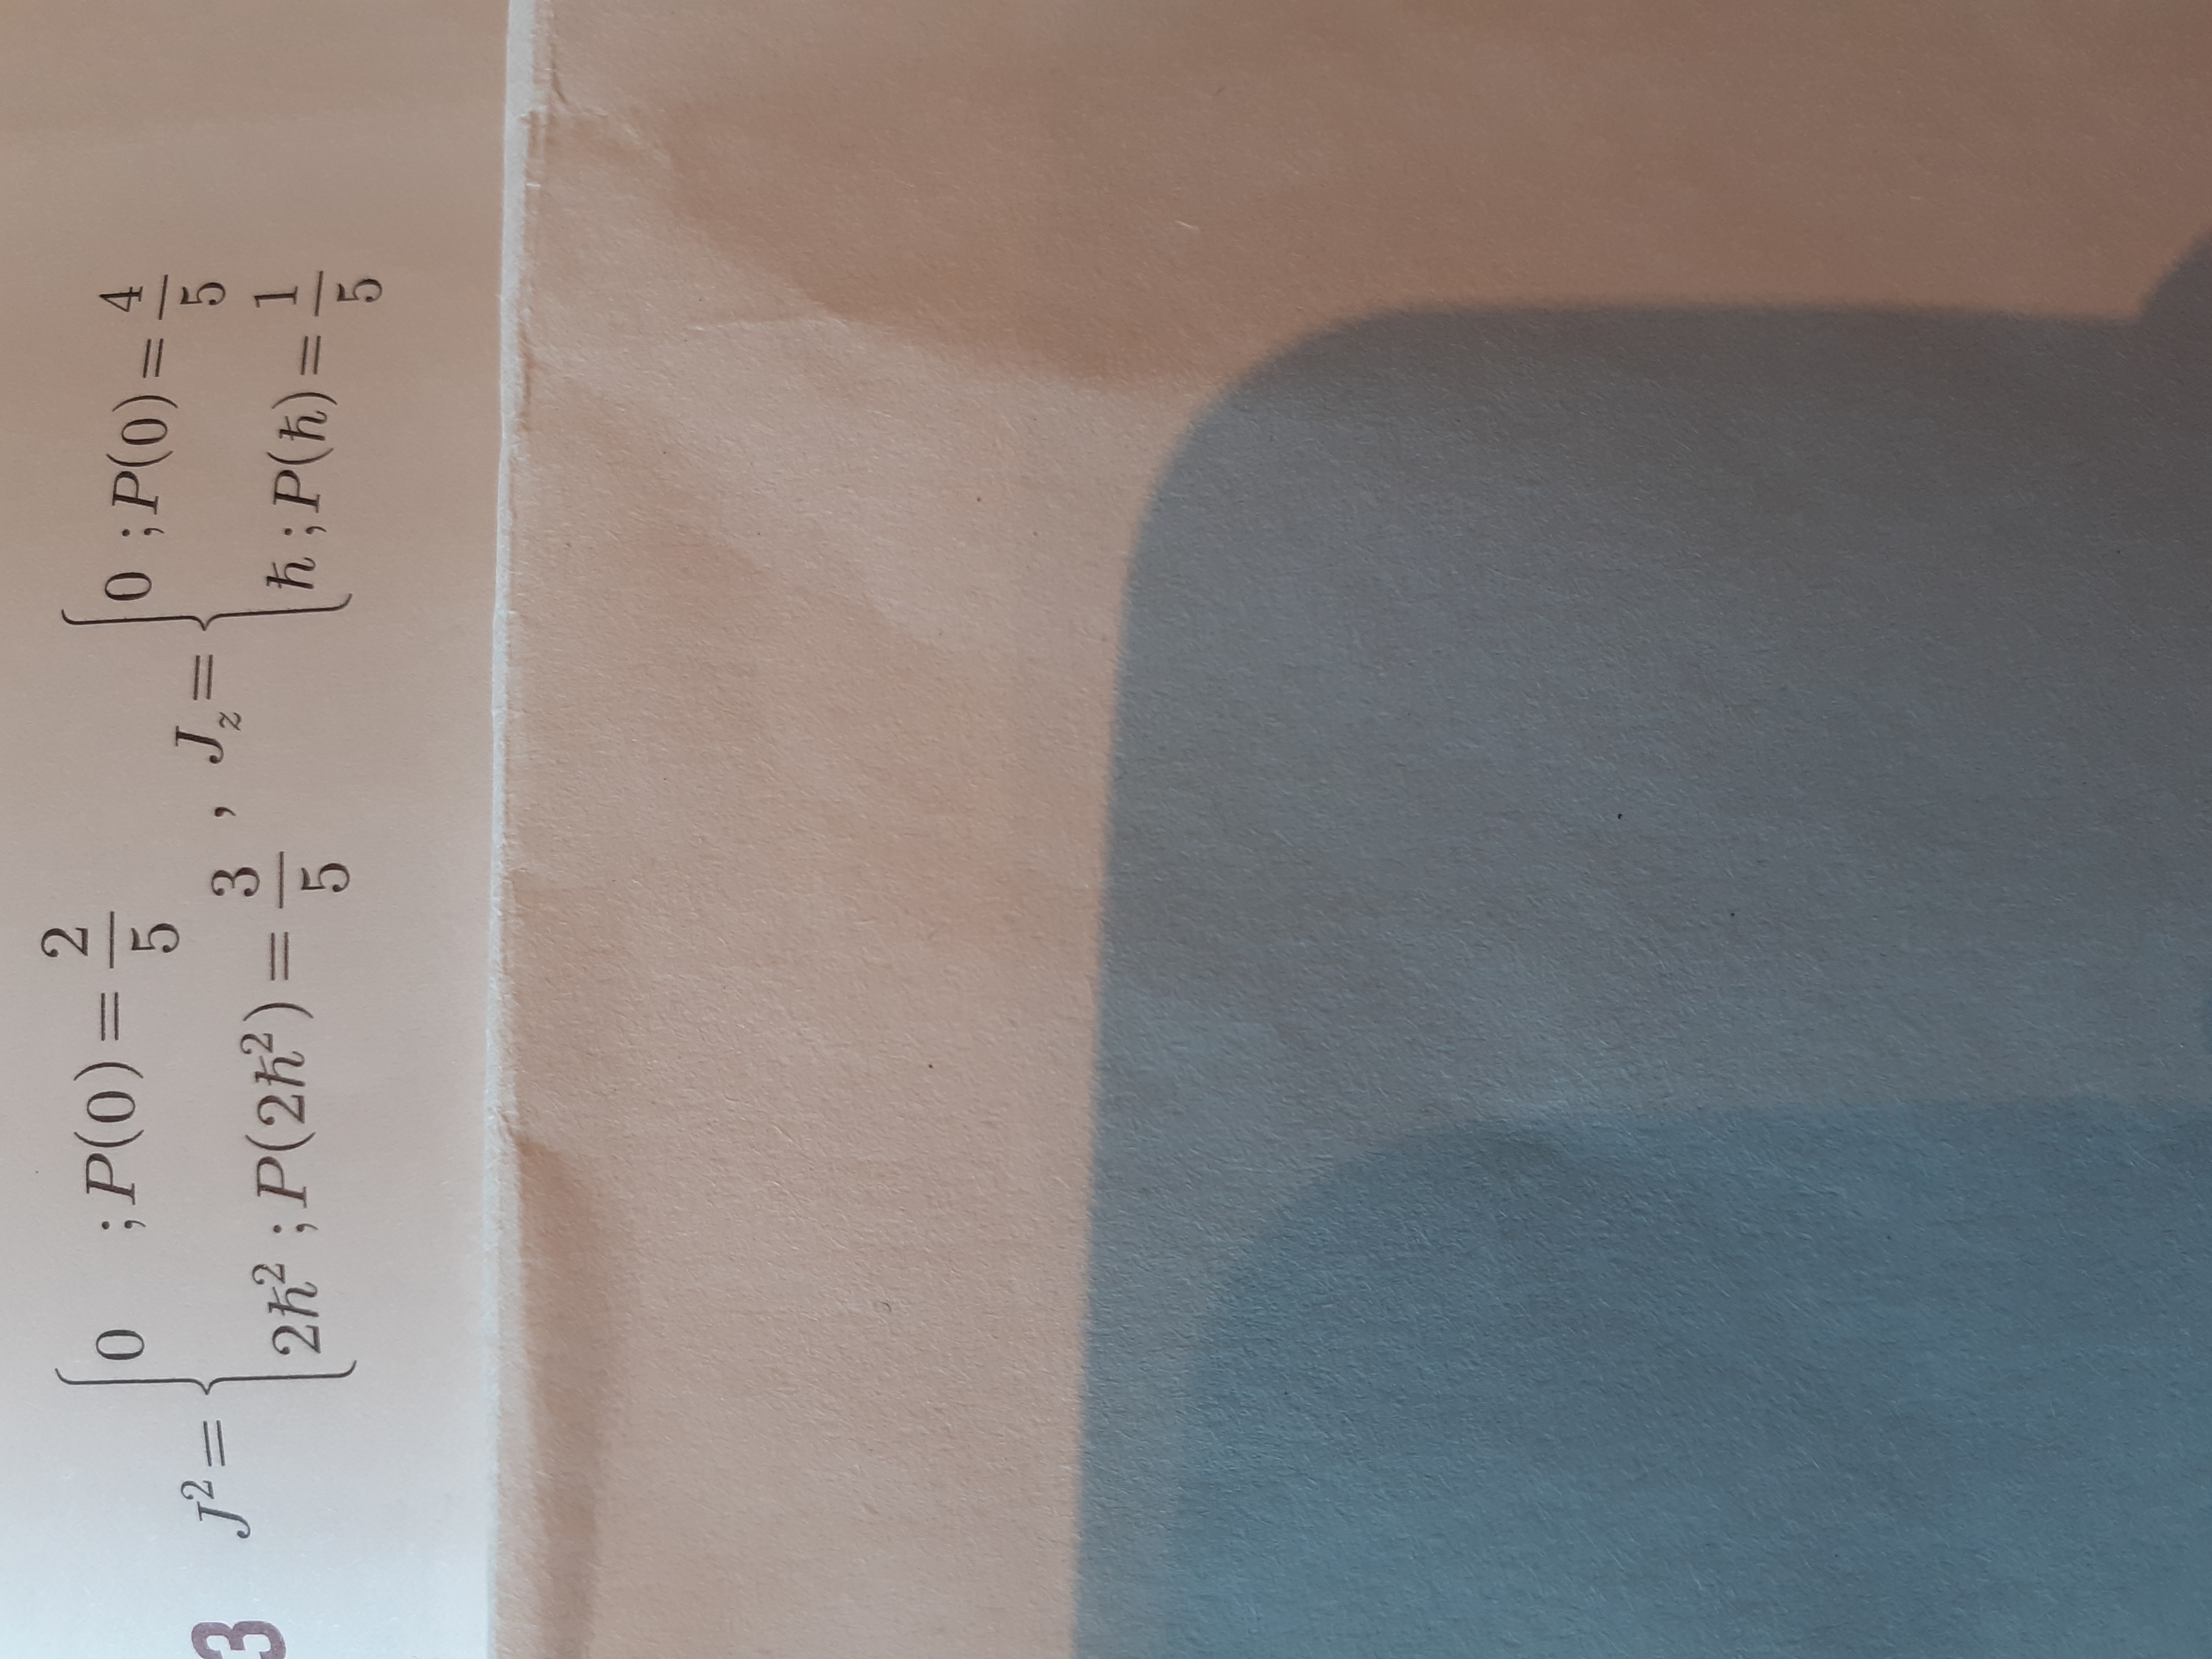 3 J² = { 0 ; P(0) = 2/5 , J_z = { 0 ; P(0) = 4/5
2ℏ² ; P(2ℏ²) = 3/5 ℏ ; P(ℏ) = 1/5